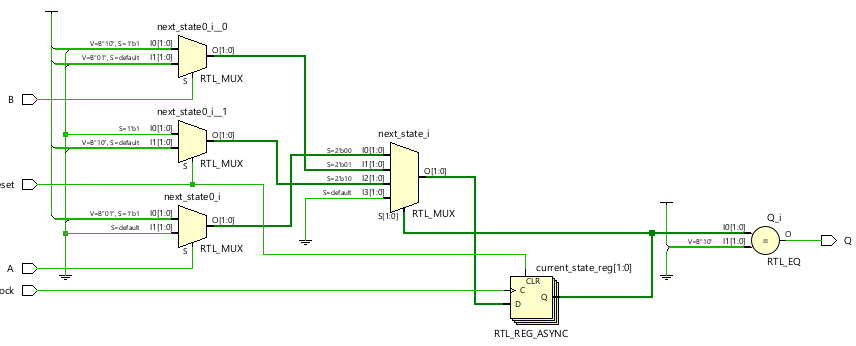 next_state0_i__0
V=B"10", S=1'b1 I0[1:0]
V=B"01", S=default I1[1:0]
O[1:0]
S
RTL_MUX
B
next_state0_i__1
S=1'b1 I0[1:0]
V=B"10", S=default I1[1:0]
O[1:0]
S
RTL_MUX
eset
next_state0_i
V=B"01", S=1'b1 I0[1:0]
S=default I1[1:0]
O[1:0]
S
RTL_MUX
A
ock
next_state_i
S=2'b00 I0[1:0]
S=2'b01 I1[1:0]
S=2'b10 I2[1:0]
S=default I3[1:0]
O[1:0]
S[1:0]
RTL_MUX
current_state_reg[1:0]
CLR
C
D
Q
RTL_REG_ASYNC
Q_i
I0[1:0]
V=B"10" I1[1:0]
=
O
RTL_EQ
Q